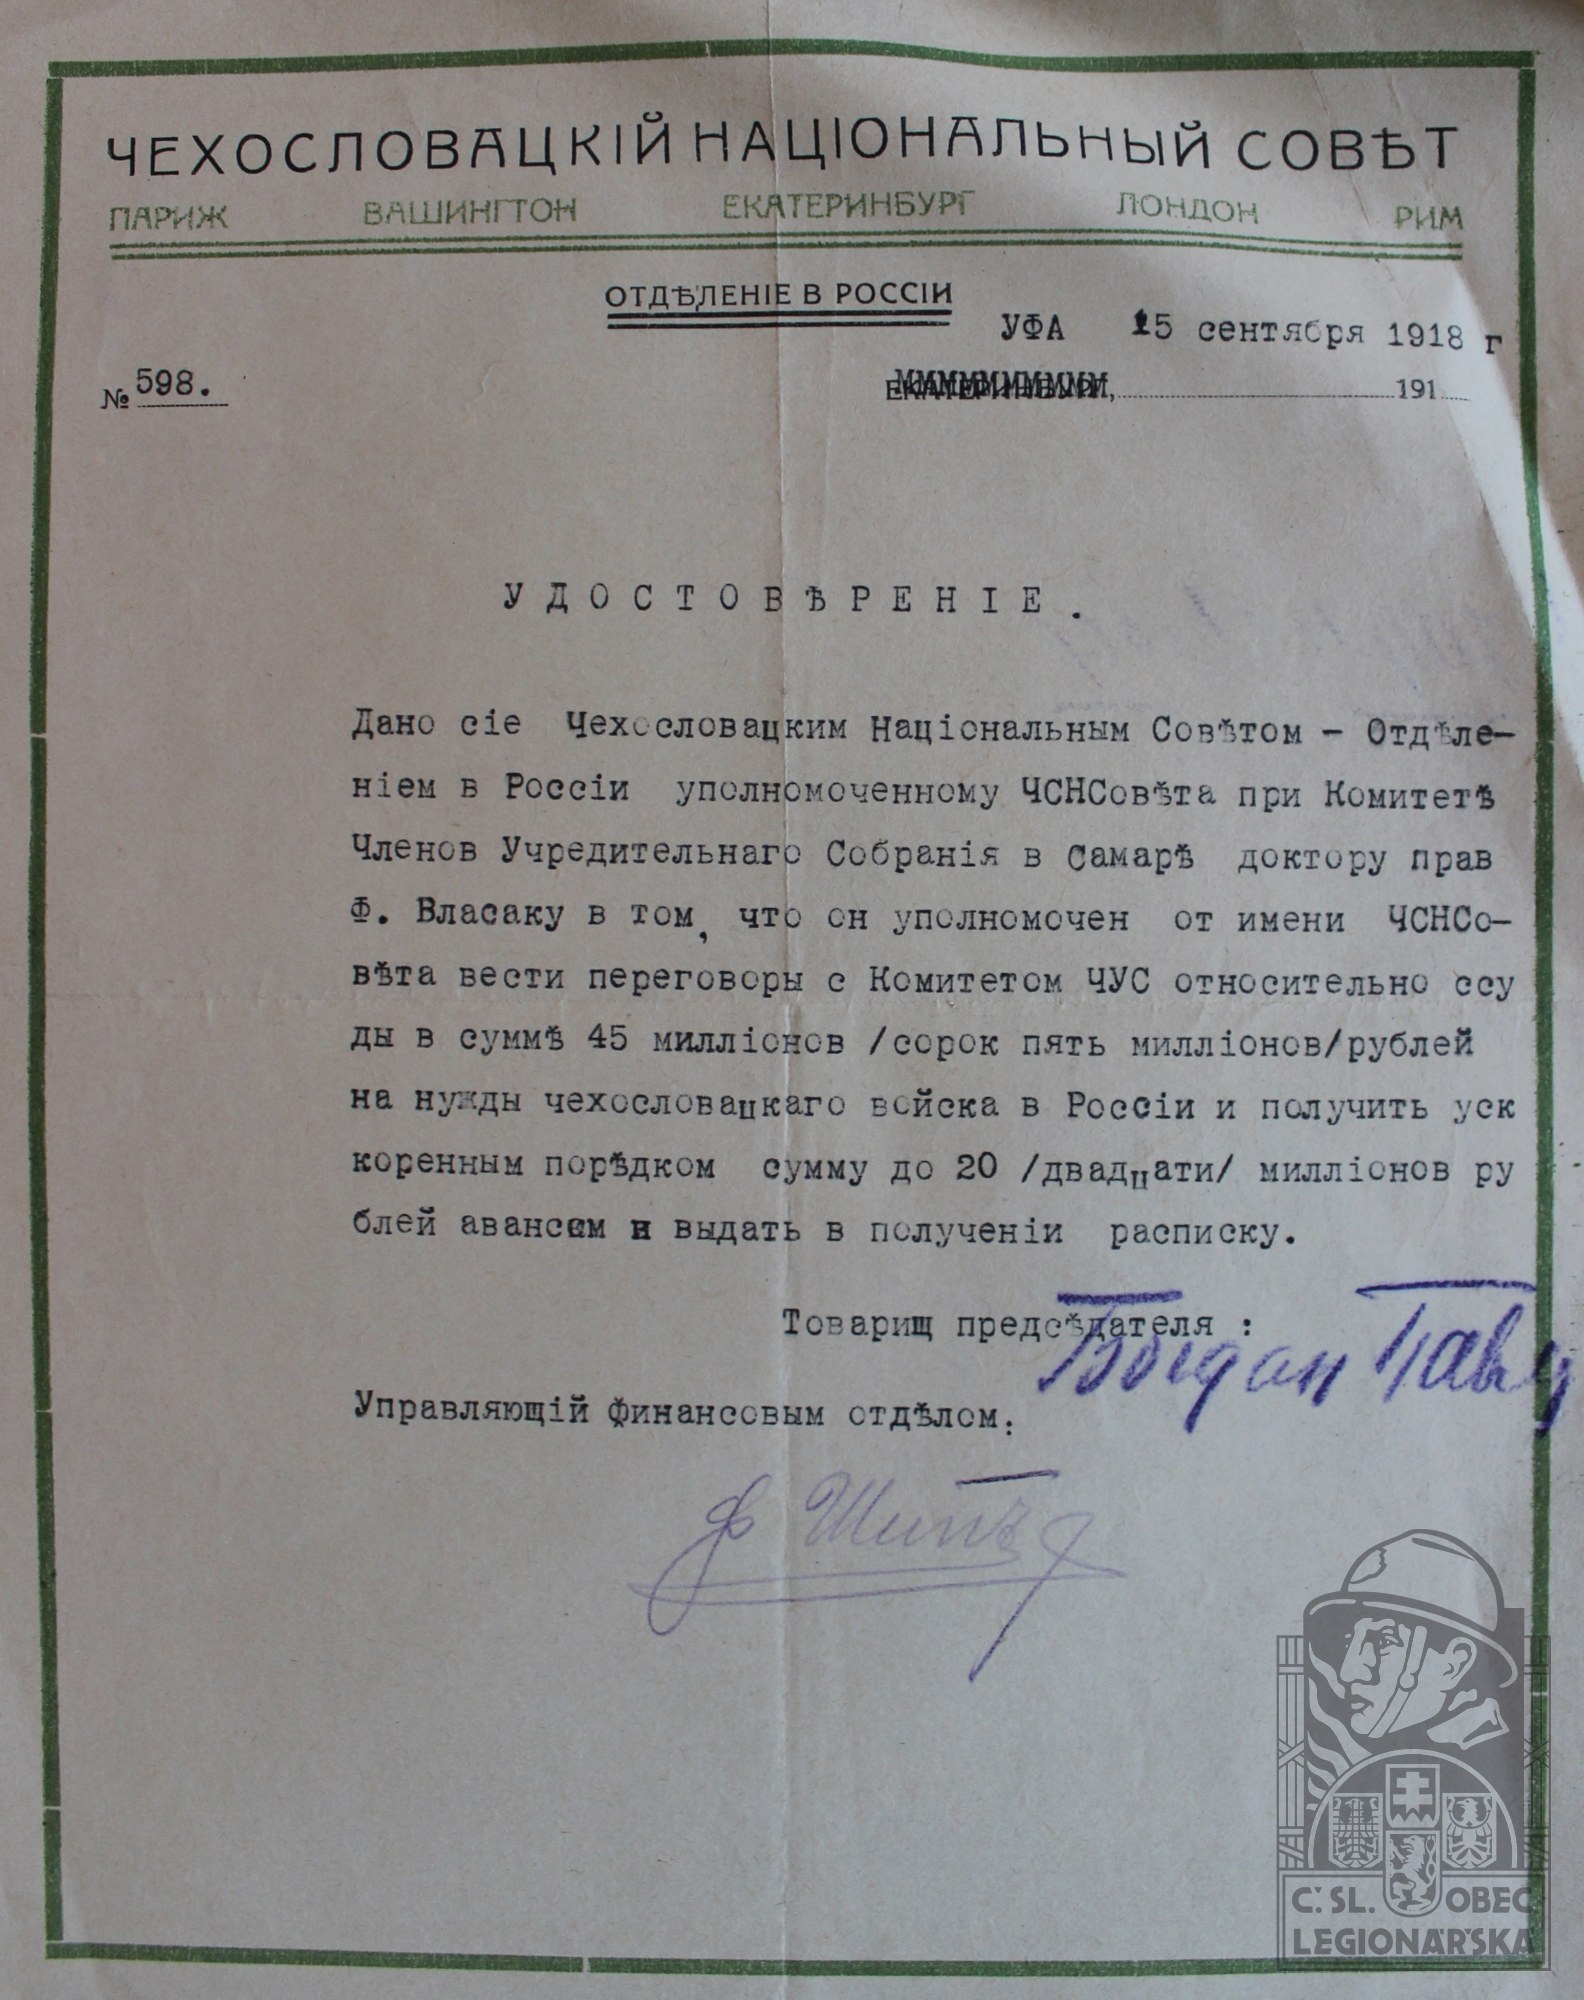 ЧЕХОСЛОВАЦКІЙ НАЦІОНАЛЬНЫЙ СОВѢТ
ПАРИЖ ВАШИНГТОН ЕКАТЕРИНБУРГ ЛОНДОН РИМ
ОТДѢЛЕНІЕ В РОССІИ
УФА 15 сентября 1918 г
№ 598.
ЕКАТЕРИНБУРГ, 191
УДОСТОВѢРЕНІЕ.
Дано сіе Чехословацким Національным Совѣтом – Отдѣле-
ніем в Россіи уполномоченному ЧСНСовѣта при Комитетѣ
Членов Учредительнаго Собранія в Самарѣ доктору прав
Ф. Власаку в том, что он уполномочен от имени ЧСНСо-
вѣта вести переговоры с Комитетом ЧУС относительно ссу
ды в суммѣ 45 милліонов /сорок пять милліонов/рублей
на нужды чехословацкаго войска в Россіи и получить уск
коренным порѣдком сумму до 20 /двадцати/ милліонов ру
блей авансем и выдать в полученіи расписку.
Товарищ предсѣдателя :
Богдан Павлу
Управляющій финансовым отдѣлом:
Ф Шип
Č. SL. OBEC
LEGIONÁŘSKÁ